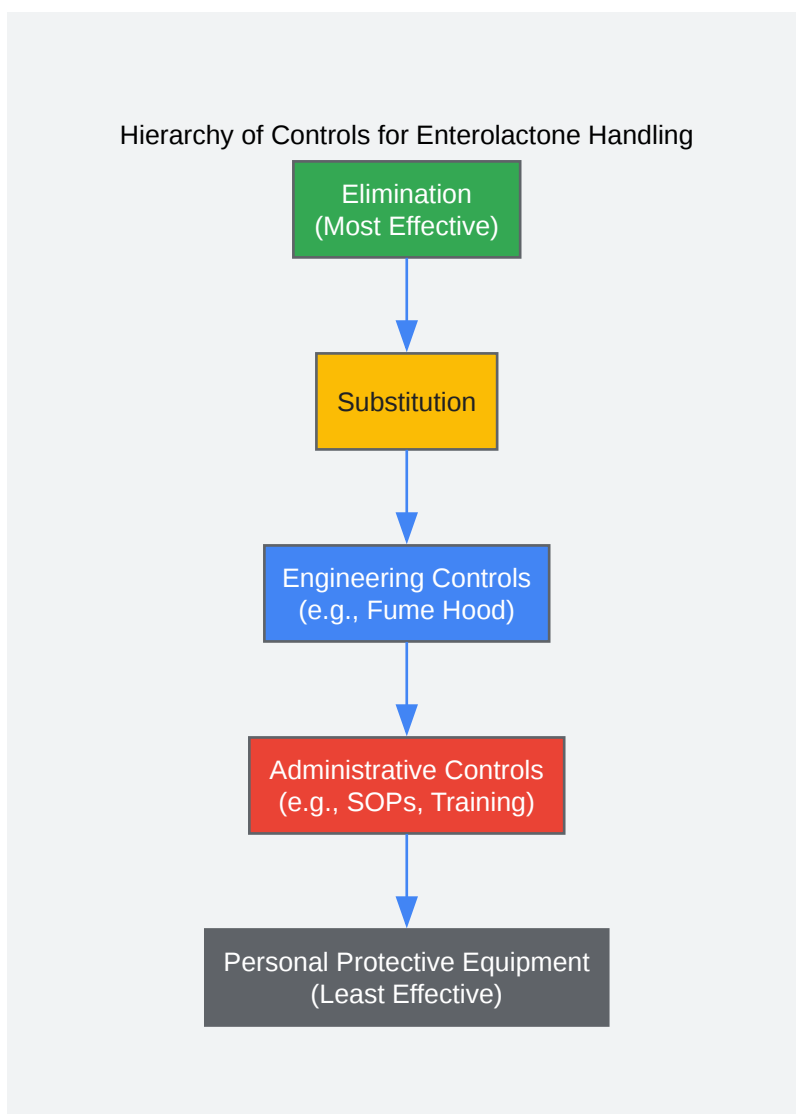 Hierarchy of Controls for Enterolactone Handling
Elimination
(Most Effective)
Substitution
Engineering Controls
(e.g., Fume Hood)
Administrative Controls
(e.g., SOPs, Training)
Personal Protective Equipment
(Least Effective)